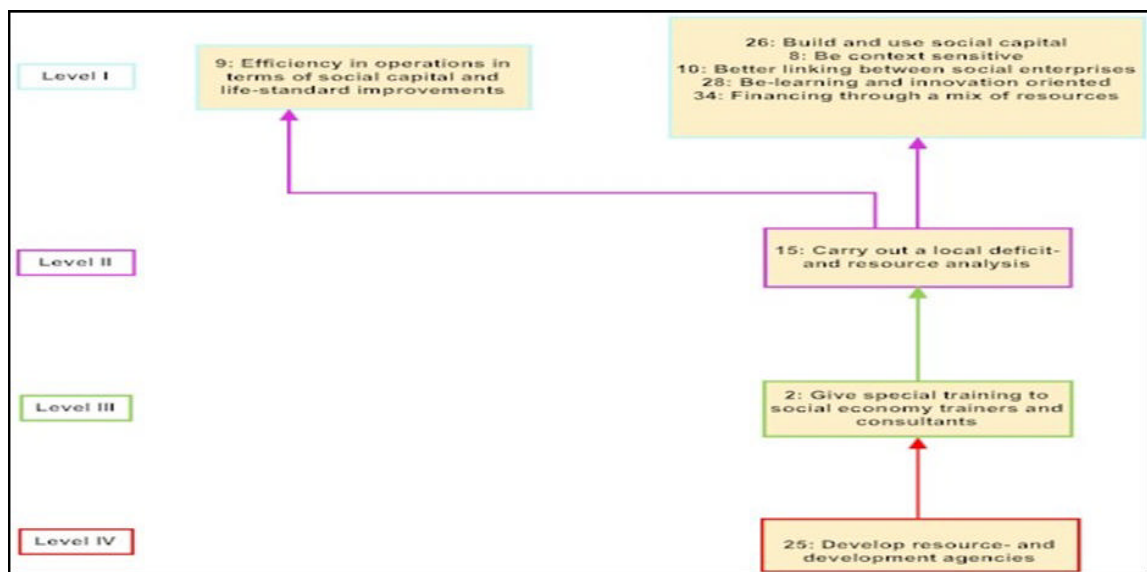 Level I
9: Efficiency in operations in
terms of social capital and
life-standard improvements
26: Build and use social capital
8: Be context sensitive
10: Better linking between social enterprises
28: Be-learning and innovation oriented
34: Financing through a mix of resources
Level II
15: Carry out a local deficit-
and resource analysis
Level III
2: Give special training to
social economy trainers and
consultants
Level IV
25: Develop resource- and
development agencies